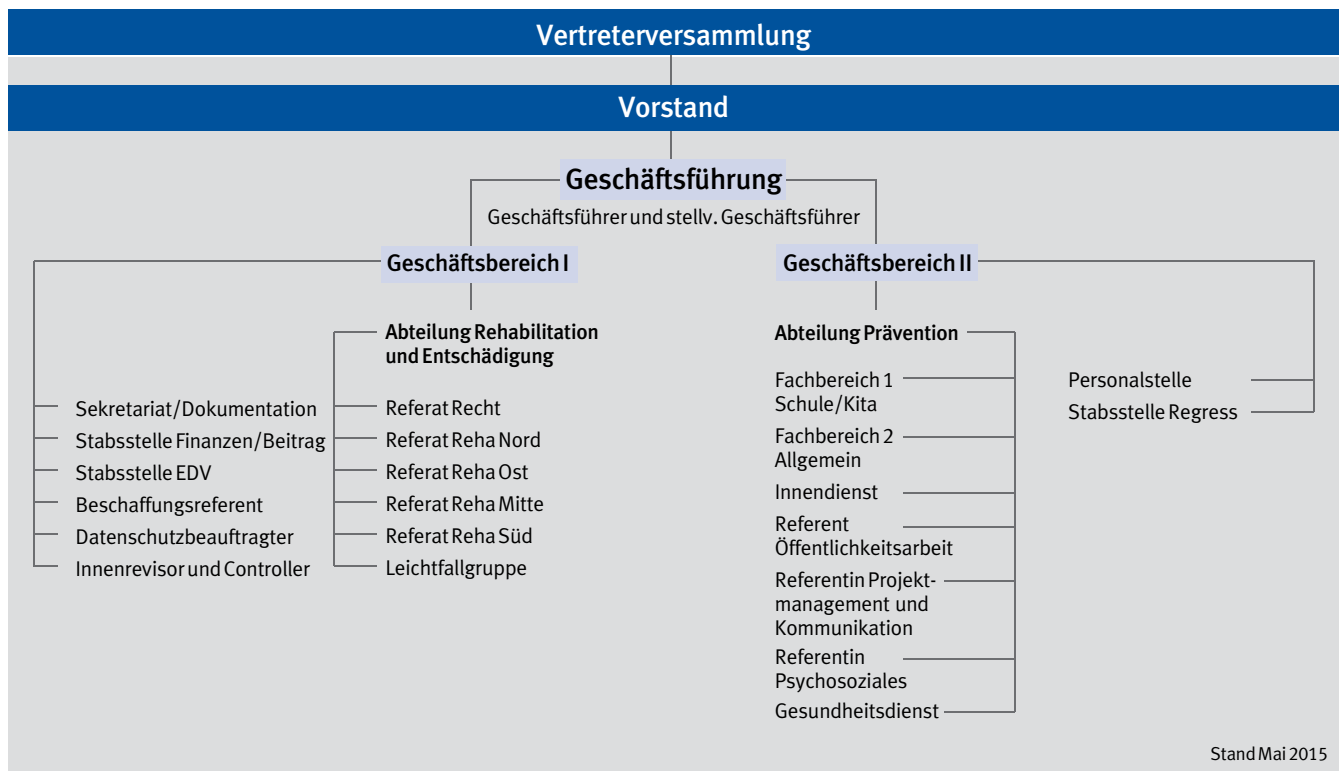 Vertreterversammlung
Vorstand
Geschäftsführung
Geschäftsführer und stellv. Geschäftsführer
Geschäftsbereich I
Abteilung Rehabilitation
und Entschädigung
Sekretariat/Dokumentation
Stabsstelle Finanzen/Beitrag
Stabsstelle EDV
Beschaffungsreferent
Datenschutzbeauftragter
Innenrevisor und Controller
Referat Recht
Referat Reha Nord
Referat Reha Ost
Referat Reha Mitte
Referat Reha Süd
Leichtfallgruppe
Geschäftsbereich II
Abteilung Prävention
Fachbereich 1
Schule/Kita
Fachbereich 2
Allgemein
Innendienst
Referent
Öffentlichkeitsarbeit
Referentin Projekt-
management und
Kommunikation
Referentin
Psychosoziales
Gesundheitsdienst
Personalstelle
Stabsstelle Regress
Stand Mai 2015